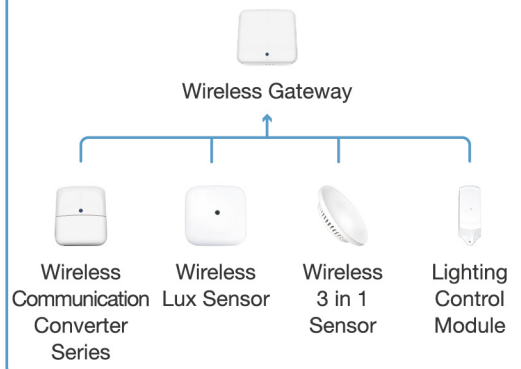 Wireless Gateway
Wireless
Communication
Converter
Series
Wireless
Lux Sensor
Wireless
3 in 1
Sensor
Lighting
Control
Module